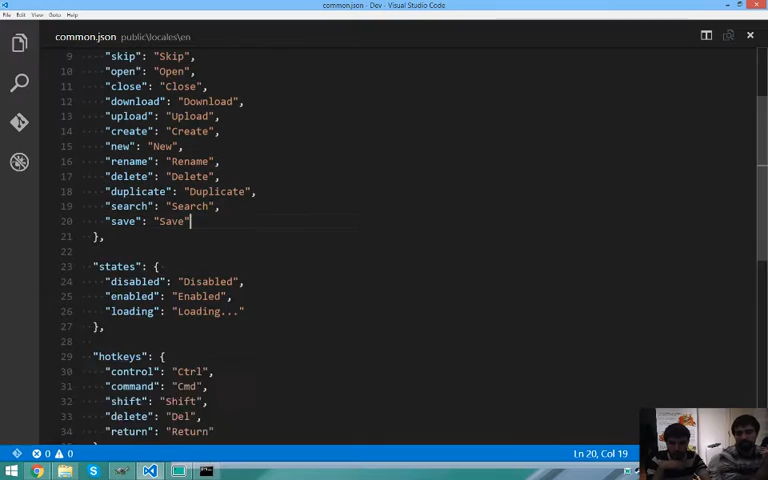 common.json - Dev - Visual Studio Code
File Edit View Goto Help
common.json public\locales\en
9 "skip": "Skip",
10 "open": "Open",
11 "close": "Close",
12 "download": "Download",
13 "upload": "Upload",
14 "create": "Create",
15 "new": "New",
16 "rename": "Rename",
17 "delete": "Delete",
18 "duplicate": "Duplicate",
19 "search": "Search",
20 "save": "Save"
21 },
22
23 "states": {
24 "disabled": "Disabled",
25 "enabled": "Enabled",
26 "loading": "Loading..."
27 },
28
29 "hotkeys": {
30 "control": "Ctrl",
31 "command": "Cmd",
32 "shift": "Shift",
33 "delete": "Del",
34 "return": "Return"
0 0 Ln 20, Col 19